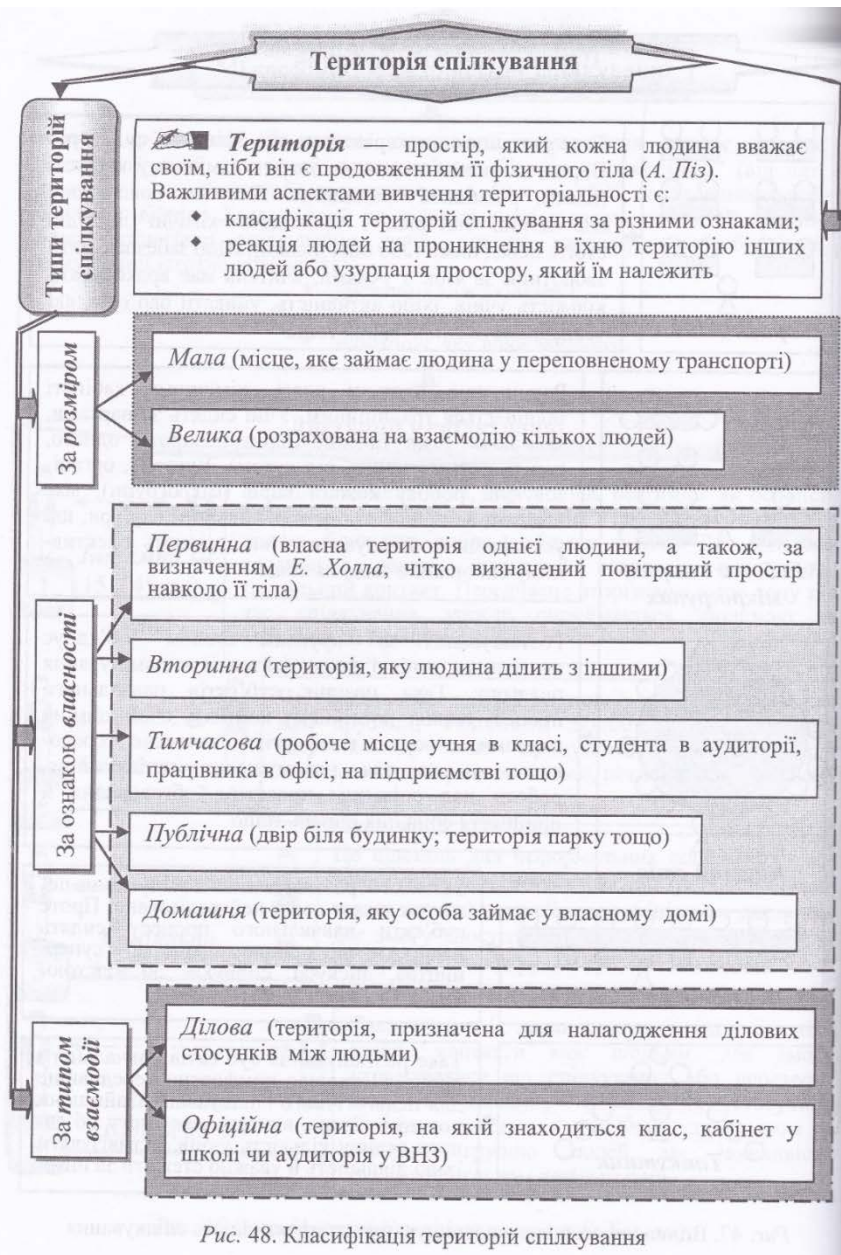 Територія спілкування
Типи територій
спілкування
Територія – простір, який кожна людина вважає
своїм, ніби він є продовженням її фізичного тіла (А. Піз).
Важливими аспектами вивчення територіальності є:
класифікація територій спілкування за різними ознаками;
реакція людей на проникнення в їхню територію інших
людей або узурпація простору, який їм належить
За розміром
Мала (місце, яке займає людина у переповненому транспорті)
Велика (розрахована на взаємодію кількох людей)
За ознакою власності
Первинна (власна територія однієї людини, а також, за
визначенням Е. Холла, чітко визначений повітряний простір
навколо її тіла)
Вторинна (територія, яку людина ділить з іншими)
Тимчасова (робоче місце учня в класі, студента в аудиторії,
працівника в офісі, на підприємстві тощо)
Публічна (двір біля будинку; територія парку тощо)
Домашня (територія, яку особа займає у власному домі)
За типом
взаємодії
Ділова (територія, призначена для налагодження ділових
стосунків між людьми)
Офіційна (територія, на якій знаходиться клас, кабінет у
школі чи аудиторія у ВНЗ)
Рис. 48. Класифікація територій спілкування